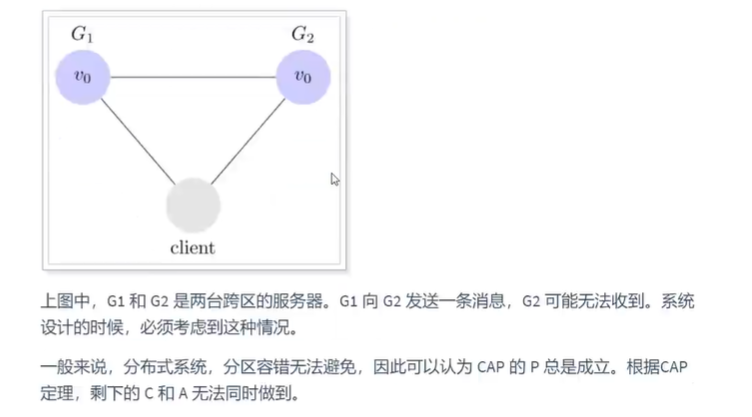 G1 G2
v0 v0
client
上图中，G1 和 G2 是两台跨区的服务器。G1 向 G2 发送一条消息，G2 可能无法收到。系统
设计的时候，必须考虑到这种情况。
一般来说，分布式系统，分区容错无法避免，因此可以认为 CAP 的 P 总是成立。根据CAP
定理，剩下的 C 和 A 无法同时做到。